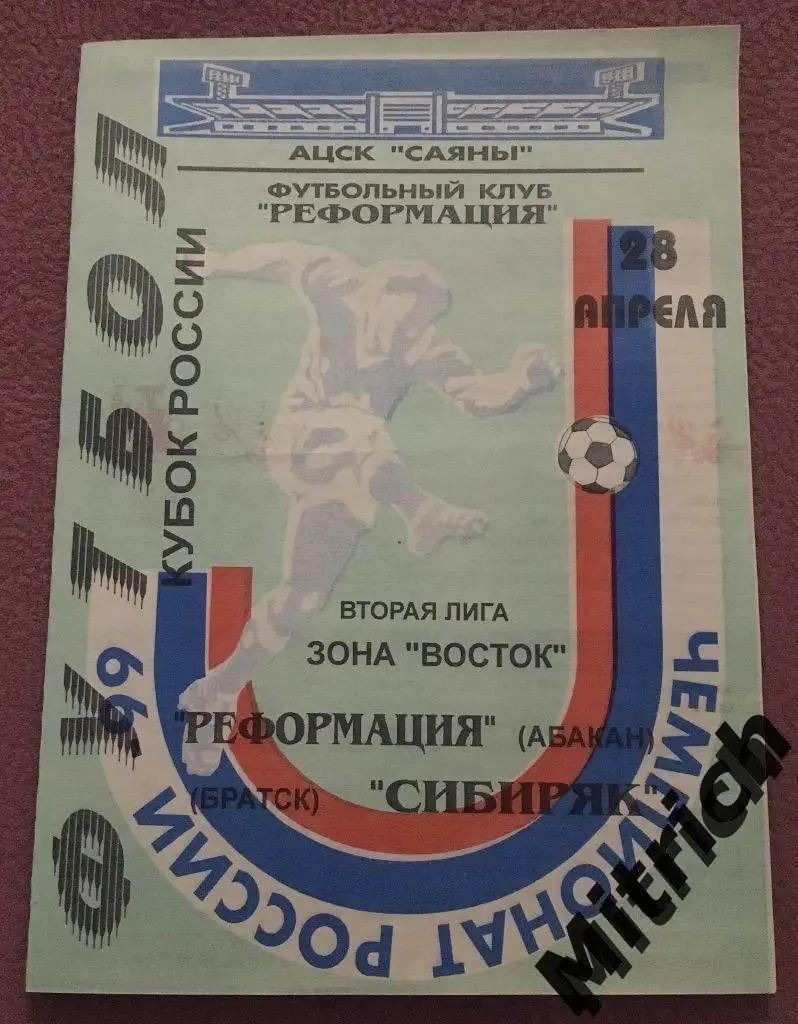 АЦСК "САЯНЫ"
ФУТБОЛЬНЫЙ КЛУБ
"РЕФОРМАЦИЯ"
28
АПРЕЛЯ
ФУТБОЛ
КУБОК РОССИИ
ВТОРАЯ ЛИГА
ЗОНА "ВОСТОК"
"РЕФОРМАЦИЯ" (АБАКАН)
(БРАТСК) "СИБИРЯК"
ЧЕМПИОНАТ РОССИИ -99
Mitrich